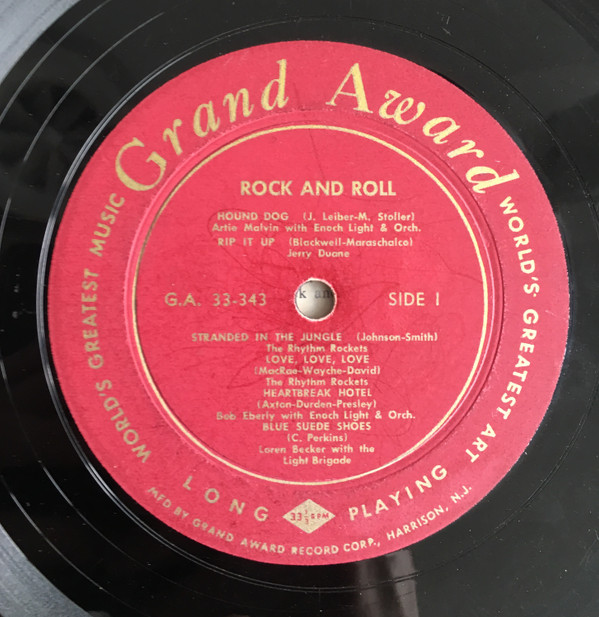 Grand Award
WORLD'S GREATEST MUSIC
WORLD'S GREATEST ART
ROCK AND ROLL
HOUND DOG (J. Leiber-M. Stoller)
Artie Malvin with Enoch Light & Orch.
RIP IT UP (Blackwell-Maraschalco)
Jerry Duane
G.A. 33-343
SIDE 1
STRANDED IN THE JUNGLE (Johnson-Smith)
The Rhythm Rockets
LOVE, LOVE, LOVE
(MacRae-Wayche-David)
The Rhythm Rockets
HEARTBREAK HOTEL
(Axton-Durden-Presley)
Bob Eberly with Enoch Light & Orch.
BLUE SUEDE SHOES
(C. Perkins)
Loren Becker with the
Light Brigade
LONG 33 1/3 RPM PLAYING
MFD BY GRAND AWARD RECORD CORP., HARRISON, N.J.